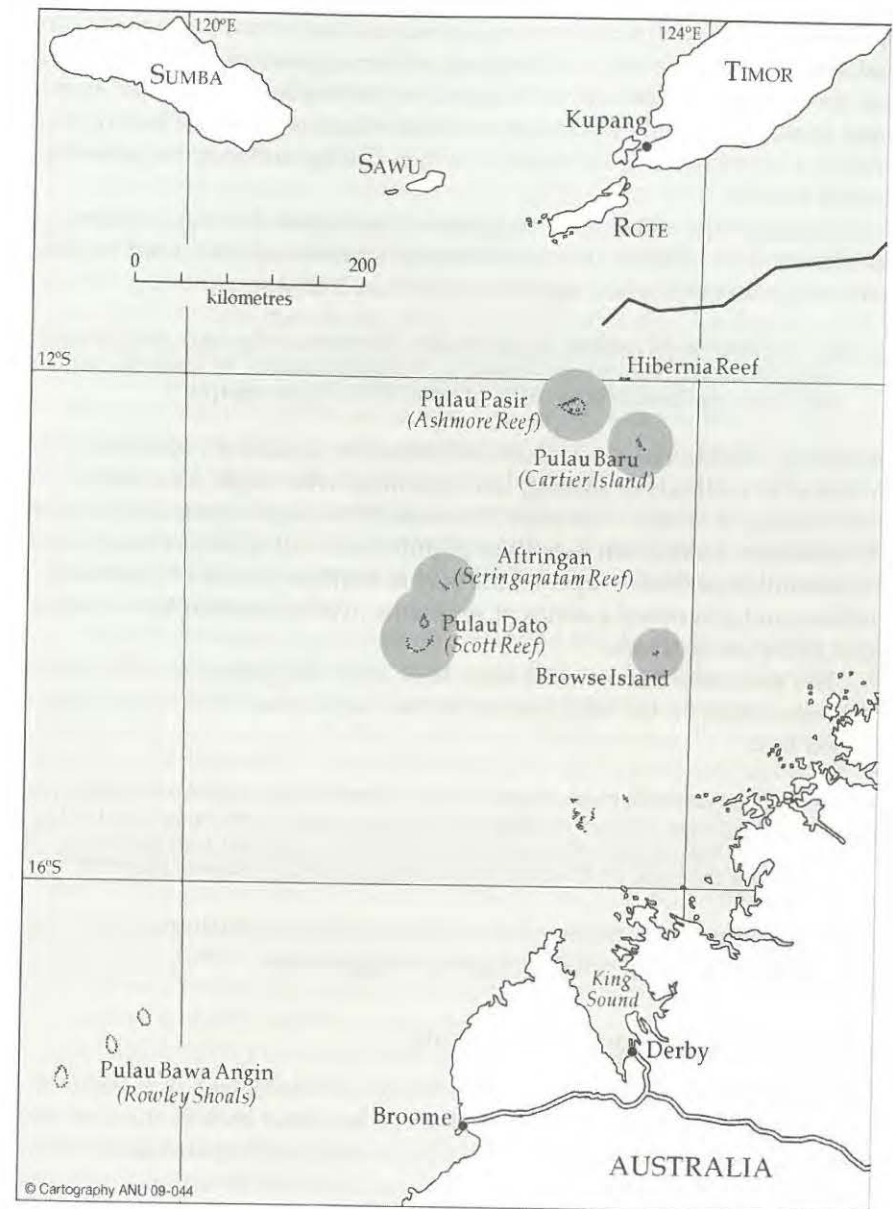 120°E
124°E
SUMBA
TIMOR
Kupang
SAWU
ROTE
0 200
kilometres
12°S
Hibernia Reef
Pulau Pasir
(Ashmore Reef)
Pulau Baru
(Cartier Island)
Aftringan
(Seringapatam Reef)
Pulau Dato
(Scott Reef)
Browse Island
16°S
King
Sound
Derby
Pulau Bawa Angin
(Rowley Shoals)
Broome
AUSTRALIA
© Cartography ANU 09-044